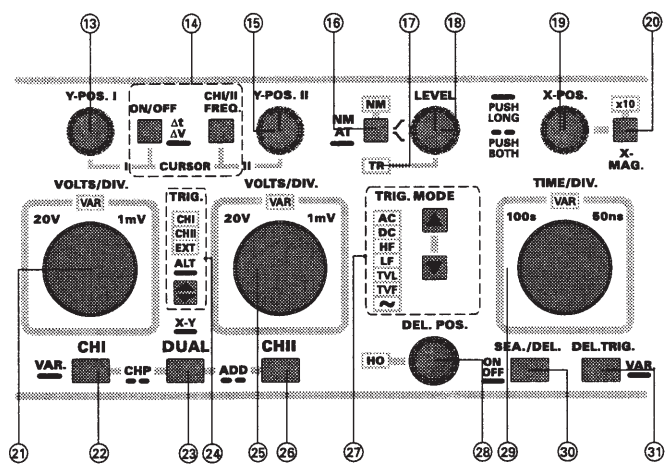 13 14 15 16 17 18 19 20
Y-POS. I
ON/OFF
CHI/II
FREQ.
Y-POS. II
NM
AT
NM
LEVEL
PUSH
LONG
PUSH
BOTH
X-POS.
x10
X-
MAG.
Δt
ΔV
I CURSOR II
TR
VOLTS/DIV.
VAR
20V 1mV
TRIG.
CHI
CHII
EXT
ALT
X-Y
VOLTS/DIV.
VAR
20V 1mV
TRIG. MODE
AC
DC
HF
LF
TVL
TVF
~
TIME/DIV.
VAR
100s 50ns
DEL. POS.
HO
CHI
VAR.
CHP
DUAL
ADD
CHII
ON
OFF
SEA./DEL.
DEL.TRIG.
VAR.
21 22 23 24 25 26 27 28 29 30 31